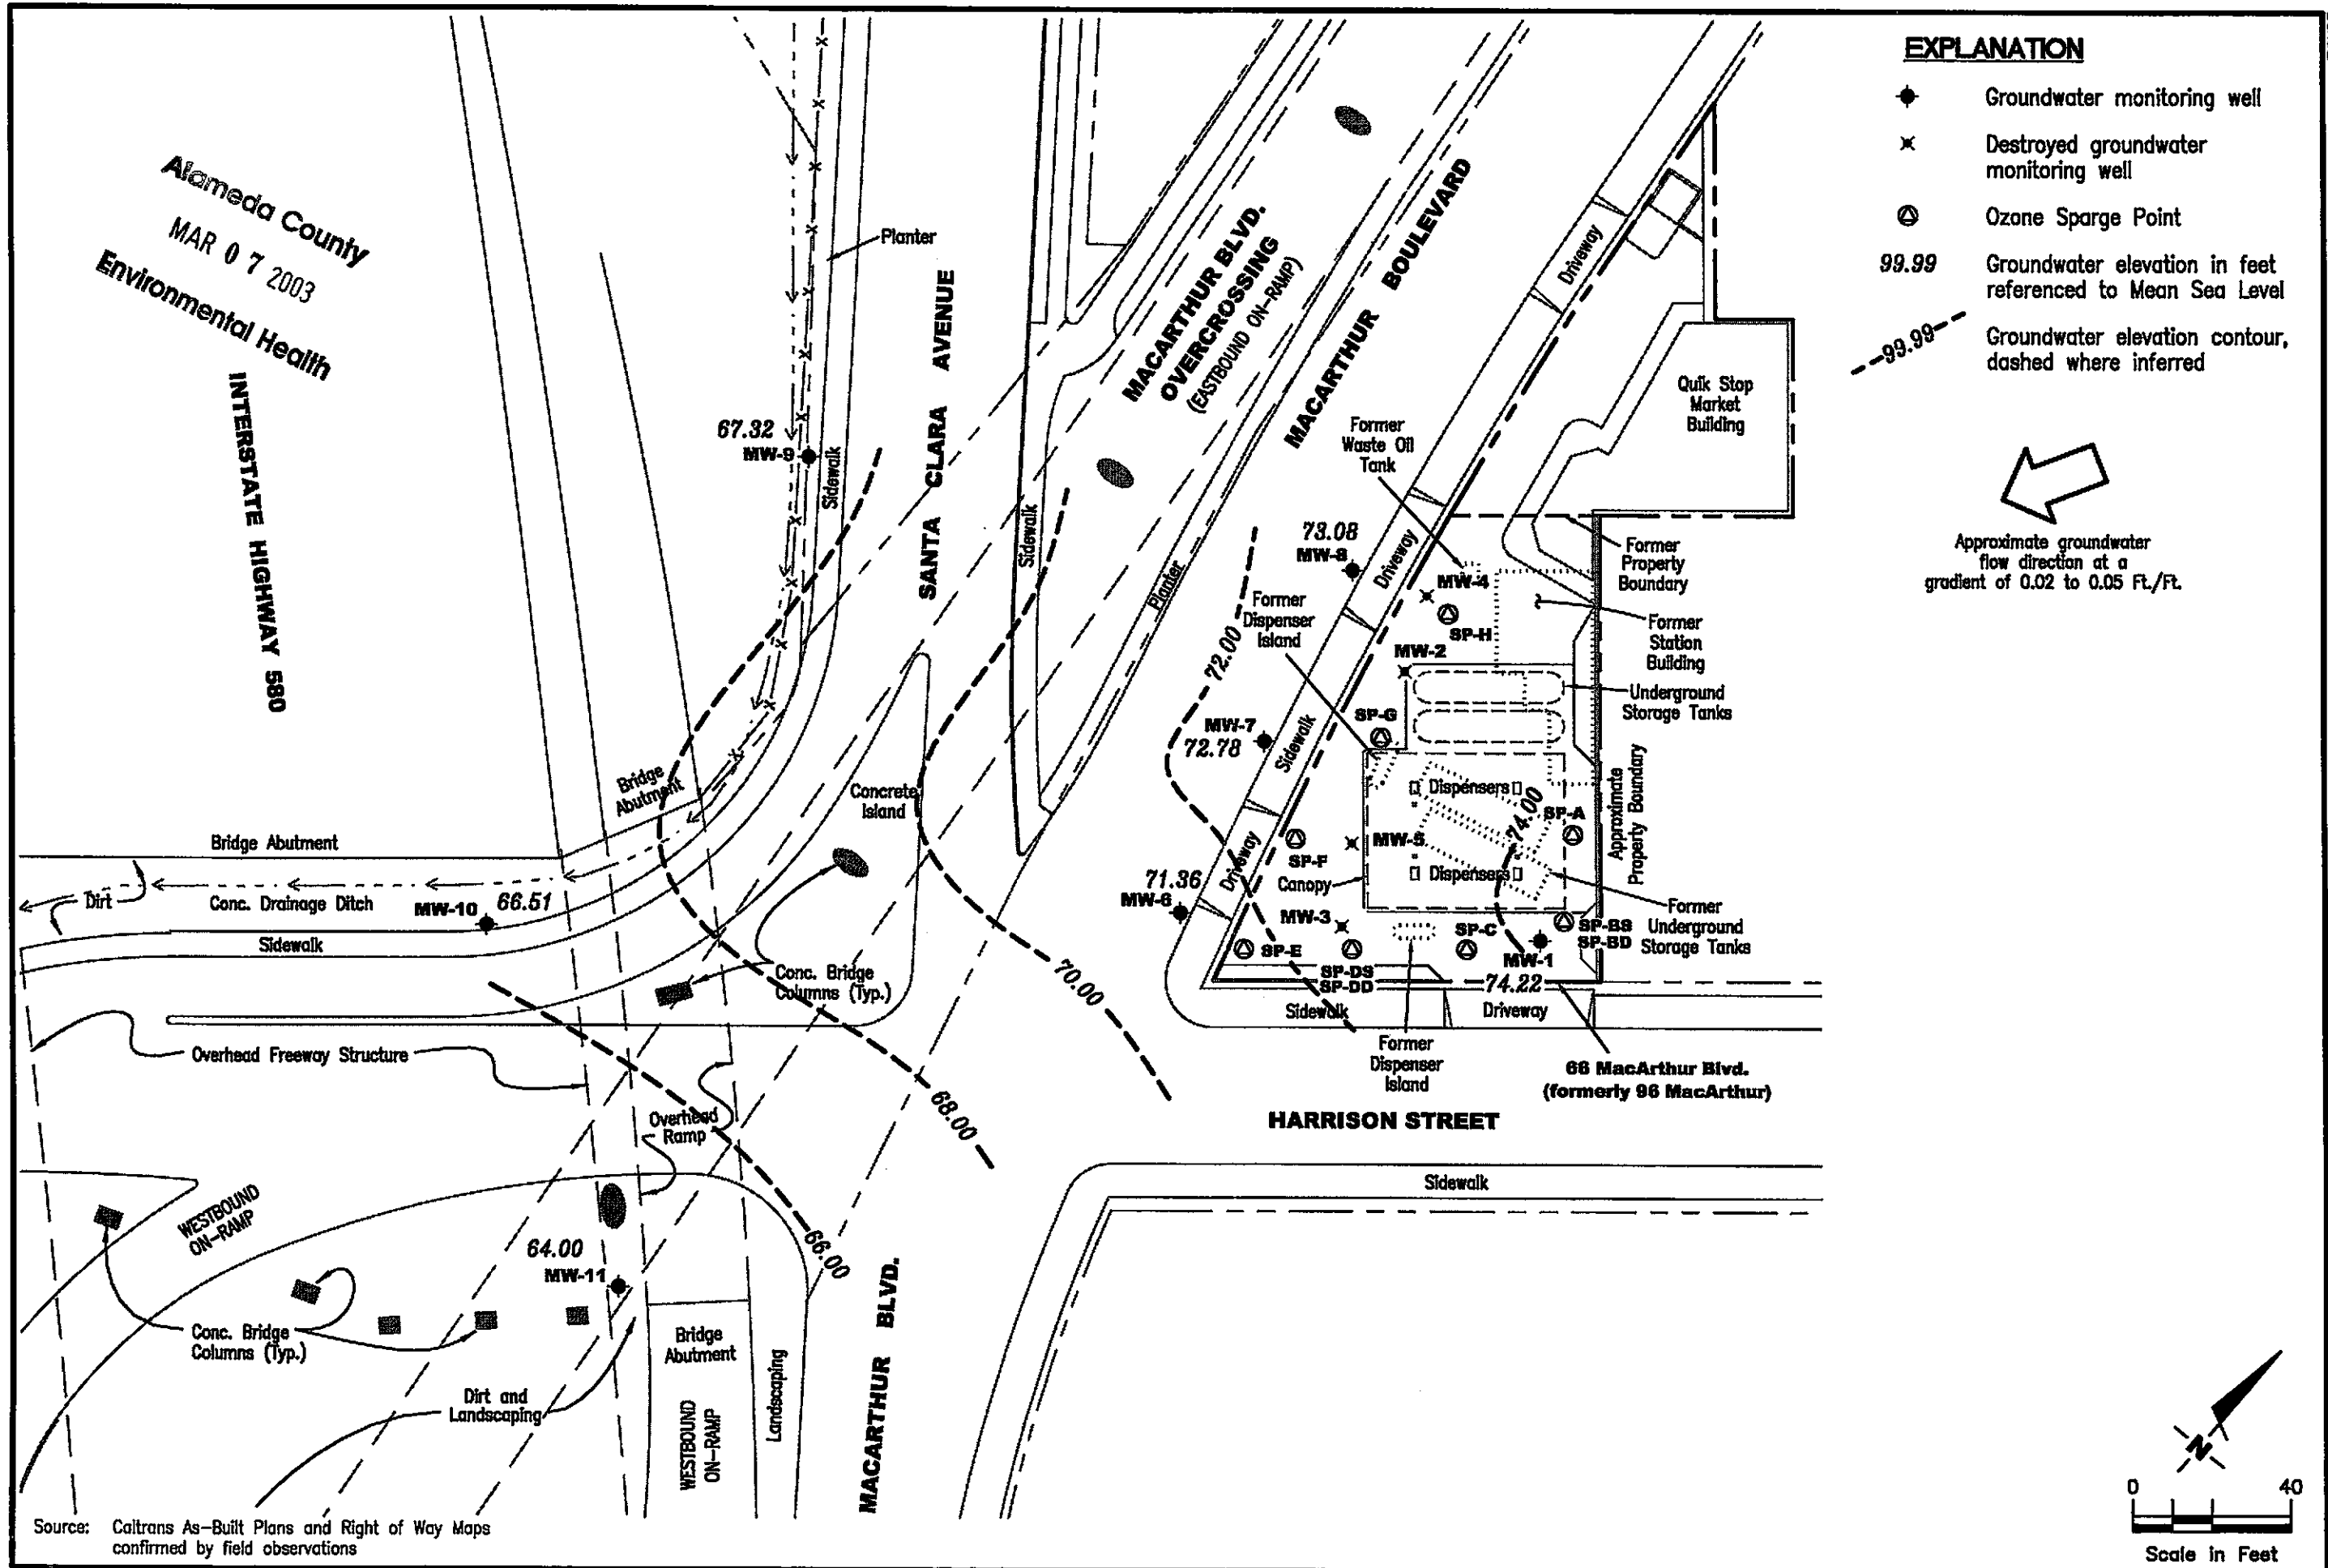 Alameda County
MAR 07 2003
Environmental Health
INTERSTATE HIGHWAY 580
Planter
67.32
MW-9
Sidewalk
SANTA CLARA AVENUE
Sidewalk
MACARTHUR BLVD.
OVERCROSSING
(EASTBOUND ON-RAMP)
MACARTHUR BOULEVARD
Planter
Driveway
EXPLANATION
Groundwater monitoring well
Destroyed groundwater
monitoring well
Ozone Sparge Point
99.99
Groundwater elevation in feet
referenced to Mean Sea Level
99.99
Groundwater elevation contour,
dashed where inferred
Approximate groundwater
flow direction at a
gradient of 0.02 to 0.05 Ft./Ft.
Quik Stop
Market
Building
Former
Waste Oil
Tank
73.08
MW-8
Driveway
MW-4
SP-H
Former
Property
Boundary
Former
Dispenser
Island
72.00
MW-2
Former
Station
Building
Underground
Storage Tanks
MW-7
72.78
Sidewalk
SP-G
Dispensers
74.00
SP-A
Approximate
Property Boundary
Driveway
SP-F
MW-5
Dispensers
Canopy
71.36
MW-6
MW-3
SP-E
SP-DS
SP-DD
SP-C
MW-1
74.22
SP-BS
SP-BD
Former
Underground
Storage Tanks
Sidewalk
Driveway
Former
Dispenser
Island
66 MacArthur Blvd.
(formerly 96 MacArthur)
HARRISON STREET
Sidewalk
Bridge
Abutment
Concrete
Island
Bridge Abutment
Dirt
Conc. Drainage Ditch
MW-10
66.51
Sidewalk
Conc. Bridge
Columns (Typ.)
70.00
Overhead Freeway Structure
Overhead
Ramp
68.00
66.00
WESTBOUND
ON-RAMP
64.00
MW-11
Conc. Bridge
Columns (Typ.)
Dirt and
Landscaping
Bridge
Abutment
WESTBOUND
ON-RAMP
Landscaping
MACARTHUR BLVD.
Source: Caltrans As-Built Plans and Right of Way Maps
confirmed by field observations
N
0 40
Scale in Feet